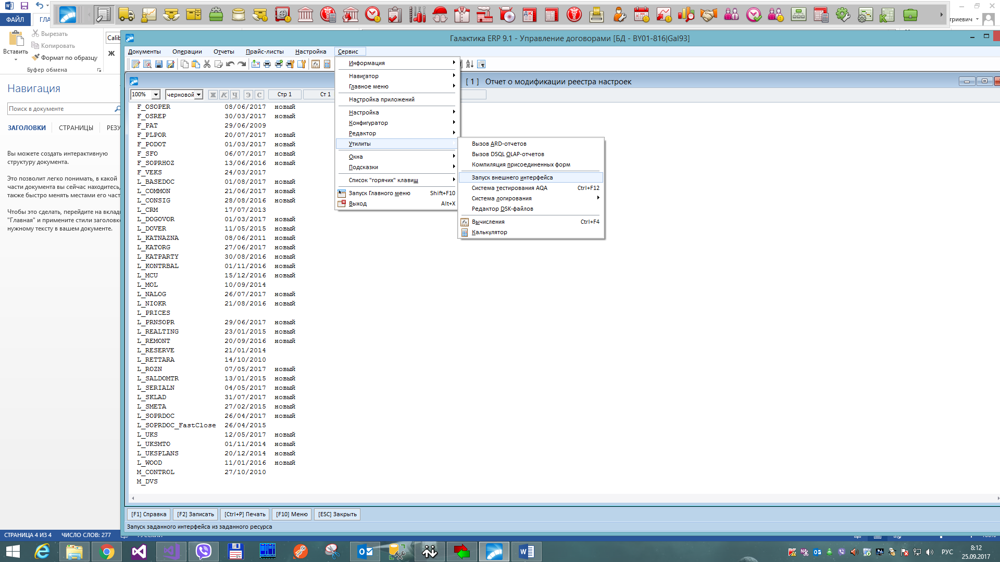 ФАЙЛ
ГЛА
триевич
Вставить
Вырезать
Копировать
Формат по образцу
Буфер обмена
Calib
Ж
Навигация
Поиск в документе
ЗАГОЛОВКИ СТРАНИЦЫ РЕЗУ
Вы можете создать интерактивную
структуру документа.
Это позволит легко понимать, в какой
части документа вы сейчас находитесь,
также быстро менять местами его част
Чтобы это сделать, перейдите на вклад
"Главная" и примените стили заголовко
нужному тексту в вашем документе.
Галактика ERP 9.1 - Управление договорами [БД - BY01-816|Gal93]
Документы Операции Отчеты Прайс-листы Настройка Сервис
[ 1 ] Отчет о модификации реестра настроек
100% черновой Ж К Ч Э С Стр 1 Ст 1
F_OSOPER 08/06/2017 новый
F_OSREP 30/03/2017 новый
F_PAT 29/06/2009
F_PLPOR 20/07/2017 новый
F_PODOT 01/03/2017 новый
F_SFO 06/07/2017 новый
F_SOPRHOZ 13/06/2016 новый
F_VEKS 24/03/2017
L_BASEDOC 01/08/2017 новый
L_COMMON 21/06/2017 новый
L_CONSIG 28/08/2016 новый
L_CRM 17/07/2013
L_DOGOVOR 01/03/2017 новый
L_DOVER 11/05/2015 новый
L_KATNAZNA 08/06/2011 новый
L_KATORG 27/06/2017 новый
L_KATPARTY 30/08/2016 новый
L_KONTRBAL 01/11/2016 новый
L_MCU 15/12/2016 новый
L_MOL 10/09/2014
L_NALOG 26/07/2017 новый
L_NIOKR 21/08/2016 новый
L_PRICES
L_PRNSOPR 29/06/2017 новый
L_REALTING 23/01/2015 новый
L_REMONT 20/09/2016 новый
L_RESERVE 21/01/2014
L_RETTARA 14/10/2010
L_ROZN 07/05/2017 новый
L_SALDOMTR 13/01/2015 новый
L_SERIALN 04/05/2017 новый
L_SKLAD 31/07/2017 новый
L_SMETA 27/02/2015 новый
L_SOPRDOC 26/04/2017 новый
L_SOPRDOC_FastClose 26/04/2015
L_UKS 12/05/2017 новый
L_UKSMTO 01/11/2014 новый
L_UKSPLANS 20/12/2014 новый
L_WOOD 11/01/2016 новый
M_CONTROL 27/10/2010
M_DVS
Информация
Навигатор
Главное меню
Настройка приложений
Настройка
Конфигуратор
Редактор
Утилиты
Окна
Подсказки
Список "горячих" клавиш
Запуск Главного меню Shift+F10
Выход Alt+X
Вызов ARD-отчетов
Вызов DSQL OLAP-отчетов
Компиляция присоединенных форм
Запуск внешнего интерфейса
Система тестирования AQA Ctrl+F12
Система логирования
Редактор DSK-файлов
Вычисления Ctrl+F4
Калькулятор
[F1] Справка [F2] Записать [Ctrl+P] Печать [F10] Меню [ESC] Закрыть
Запуск заданного интерфейса из заданного ресурса
СТРАНИЦА 4 ИЗ 4 ЧИСЛО СЛОВ: 277 РУССКИЙ
РУС
8:12
25.09.2017